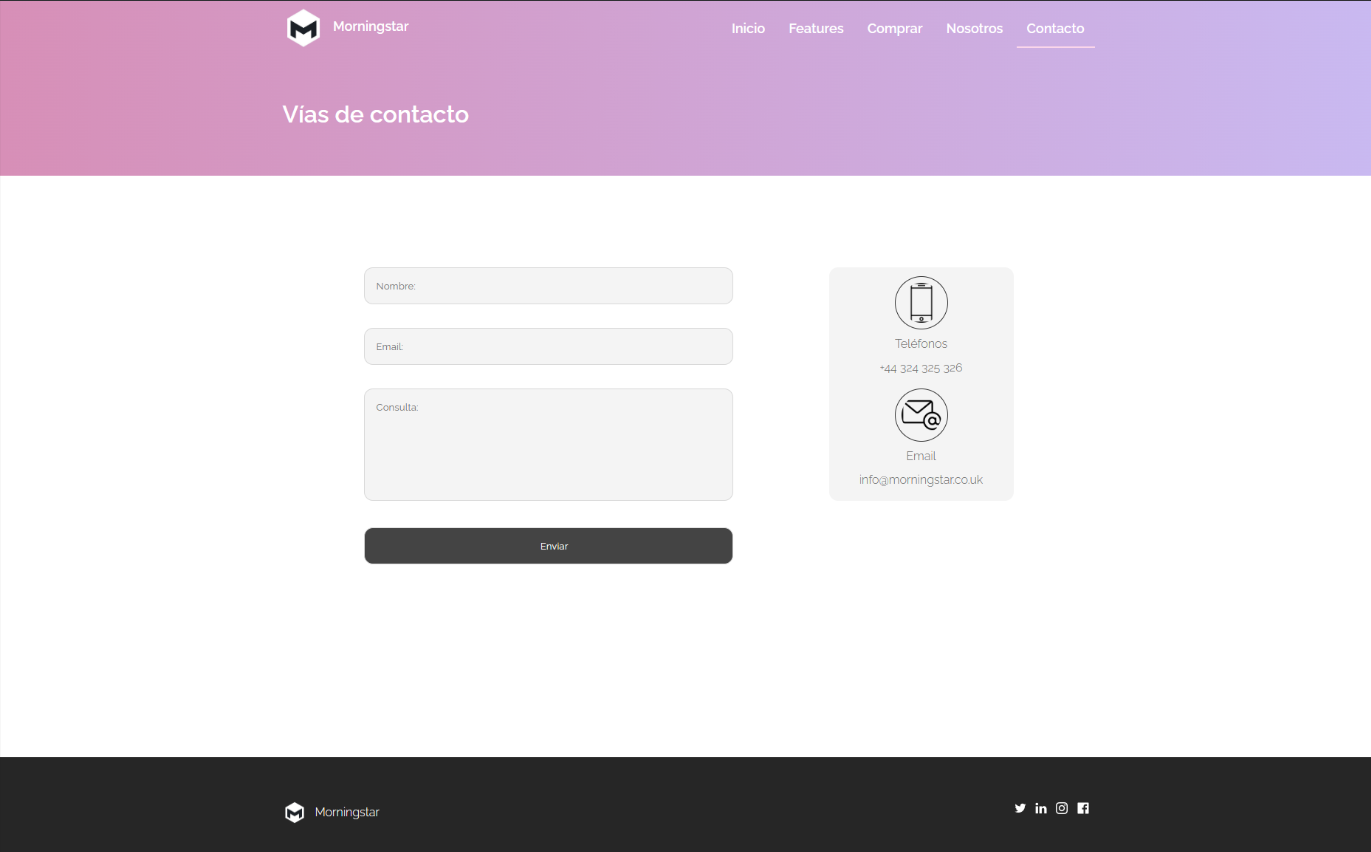 Morningstar
Inicio Features Comprar Nosotros Contacto
Vías de contacto
Nombre:
Email:
Consulta:
Enviar
Teléfonos
+44 324 325 326
Email
info@morningstar.co.uk
Morningstar